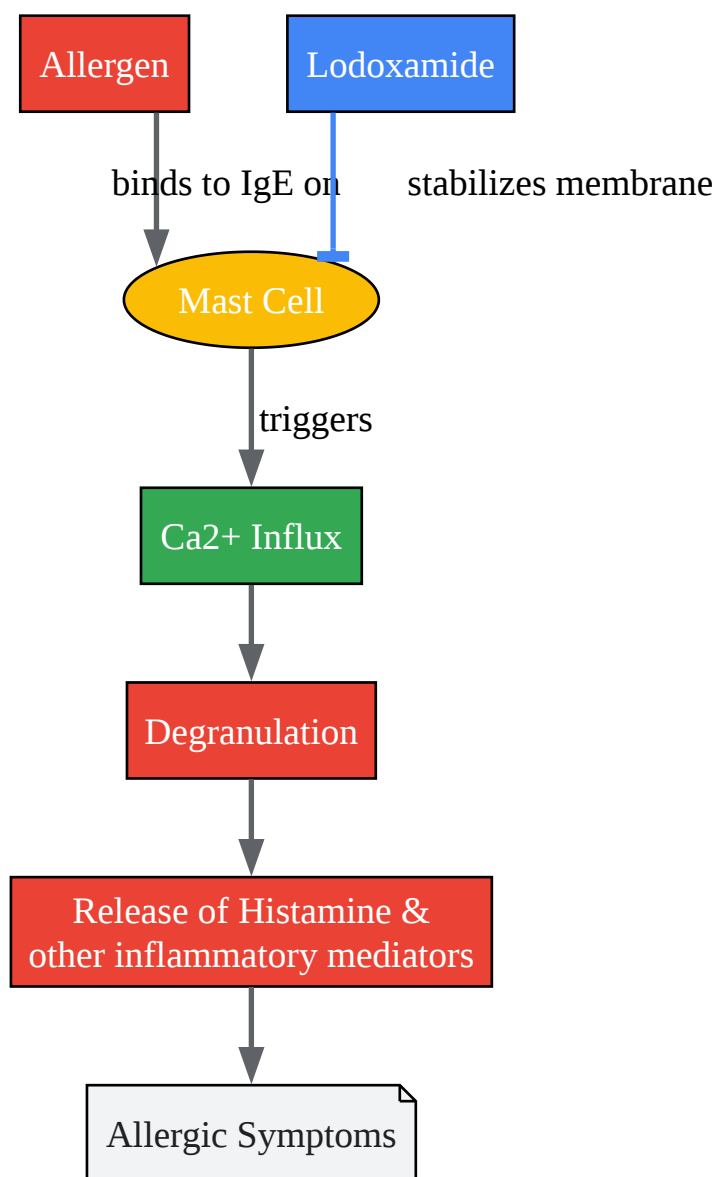 Allergen
Lodoxamide
binds to IgE on
stabilizes membrane
Mast Cell
triggers
Ca2+ Influx
Degranulation
Release of Histamine &
other inflammatory mediators
Allergic Symptoms